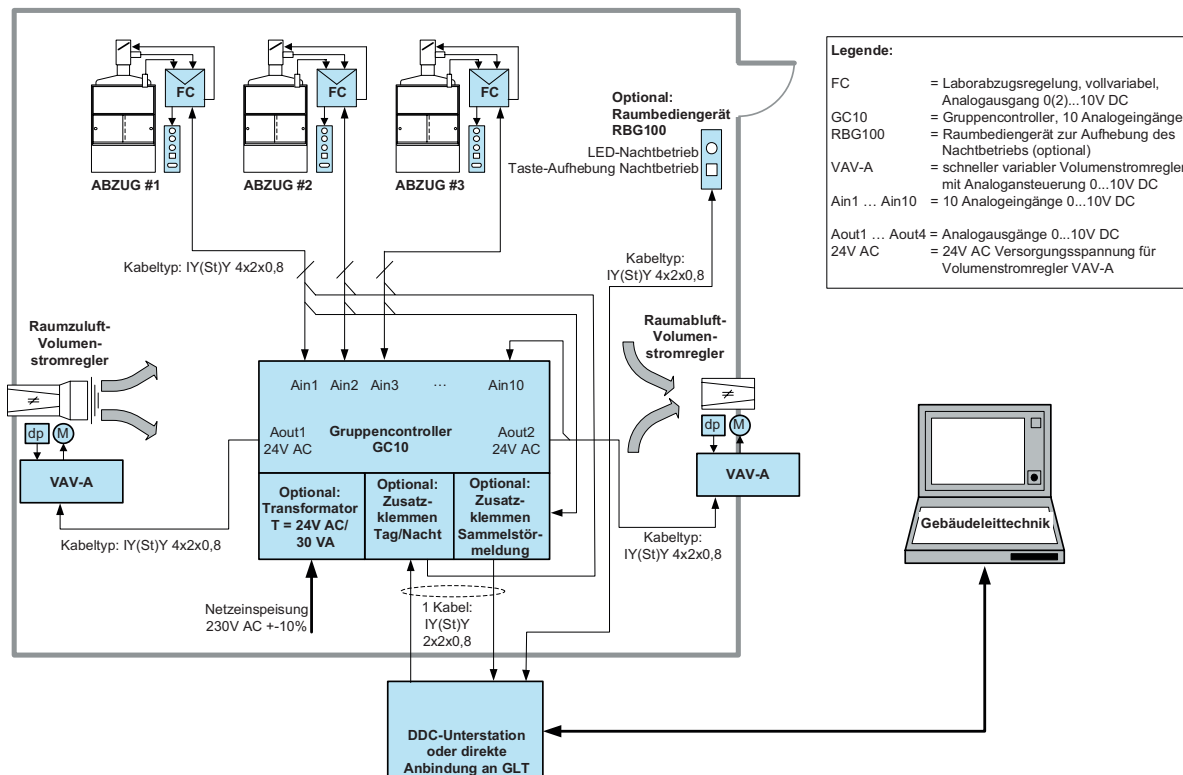 FC
FC
FC
ABZUG #1
ABZUG #2
ABZUG #3
Optional:
Raumbediengerät
RBG100
LED-Nachtbetrieb
Taste-Aufhebung Nachtbetrieb
Legende:
FC = Laborabzugsregelung, vollvariabel,
Analogausgang 0(2)...10V DC
GC10 = Gruppencontroller, 10 Analogeingänge
RBG100 = Raumbediengerät zur Aufhebung des
Nachtbetriebs (optional)
VAV-A = schneller variabler Volumenstromregler
mit Analogansteuerung 0...10V DC
Ain1 ... Ain10 = 10 Analogeingänge 0...10V DC
Aout1 ... Aout4 = Analogausgänge 0...10V DC
24V AC = 24V AC Versorgungsspannung für
Volumenstromregler VAV-A
Kabeltyp: IY(St)Y 4x2x0,8
Kabeltyp:
IY(St)Y 4x2x0,8
Raumzuluft-
Volumen-
stromregler
≠
dp
M
VAV-A
Kabeltyp: IY(St)Y 4x2x0,8
Ain1 Ain2 Ain3 ... Ain10
Aout1
24V AC
Gruppencontroller
GC10
Aout2
24V AC
Optional:
Transformator
T = 24V AC/
30 VA
Optional:
Zusatz-
klemmen
Tag/Nacht
Optional:
Zusatz-
klemmen
Sammelstör-
meldung
Raumabluft-
Volumen-
stromregler
≠
dp
M
VAV-A
Kabeltyp:
IY(St)Y 4x2x0,8
Netzeinspeisung
230V AC +-10%
1 Kabel:
IY(St)Y
2x2x0,8
Gebäudeleittechnik
DDC-Unterstation
oder direkte
Anbindung an GLT